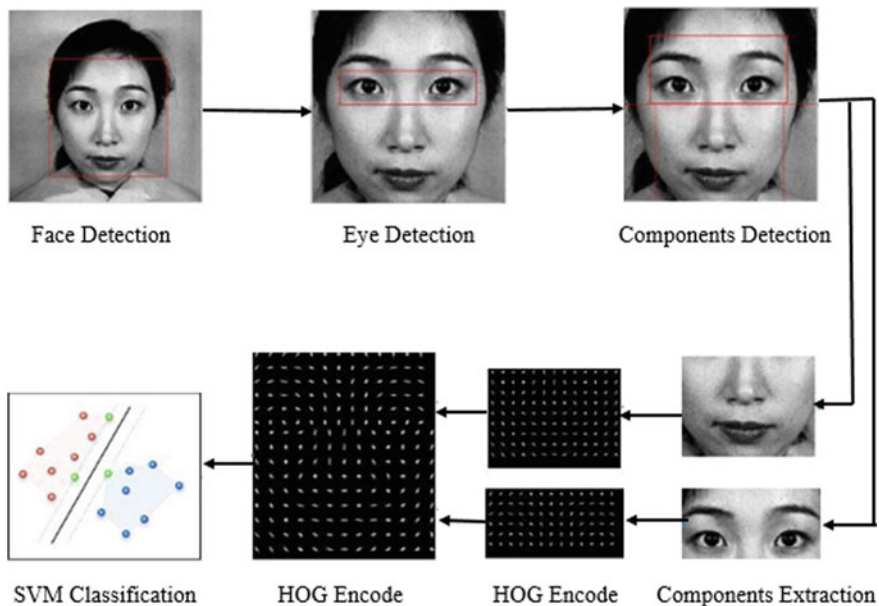 Face Detection
Eye Detection
Components Detection
SVM Classification
HOG Encode
HOG Encode
Components Extraction